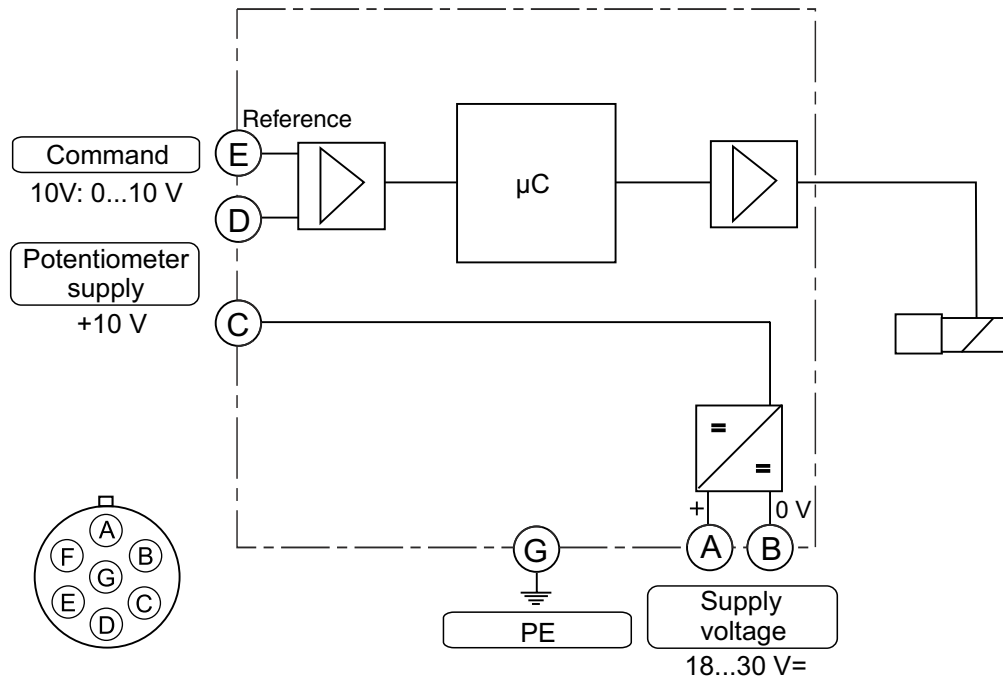 Reference
E
Command
10V: 0...10 V
µC
D
Potentiometer
supply
+10 V
C
=
=
+
0 V
G
A
B
PE
Supply
voltage
18...30 V=
A
F
B
G
E
C
D